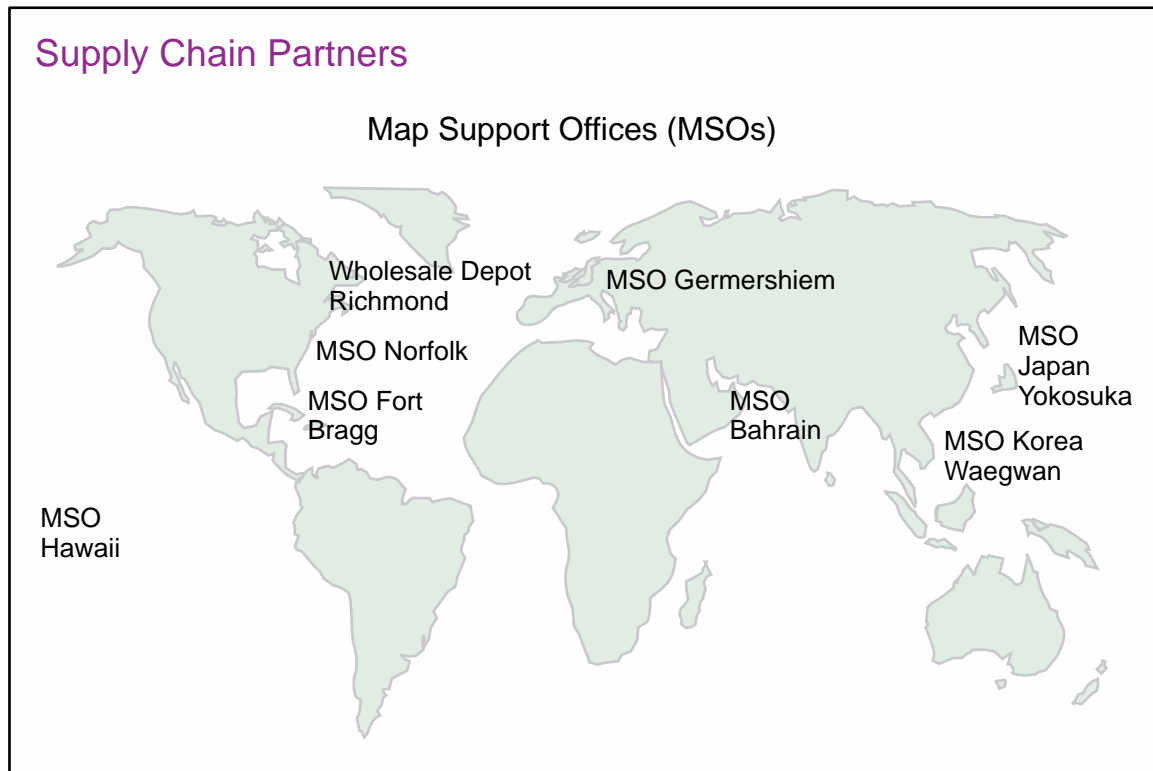 Supply Chain Partners
Map Support Offices (MSOs)
Wholesale Depot
Richmond
MSO Germershiem
MSO Norfolk
MSO
Japan
Yokosuka
MSO Fort
Bragg
MSO
Bahrain
MSO Korea
Waegwan
MSO
Hawaii